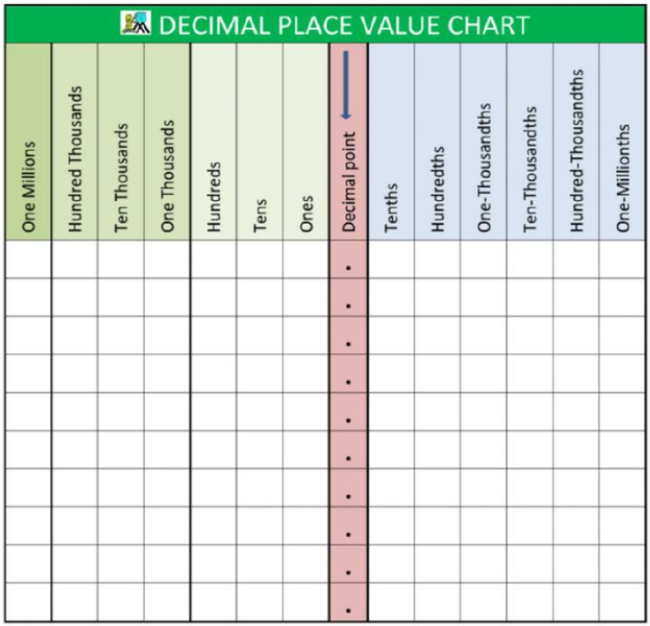 DECIMAL PLACE VALUE CHART
One Millions
Hundred Thousands
Ten Thousands
One Thousands
Hundreds
Tens
Ones
Decimal point
Tenths
Hundredths
One-Thousandths
Ten-Thousandths
Hundred-Thousandths
One-Millionths
.
.
.
.
.
.
.
.
.
.